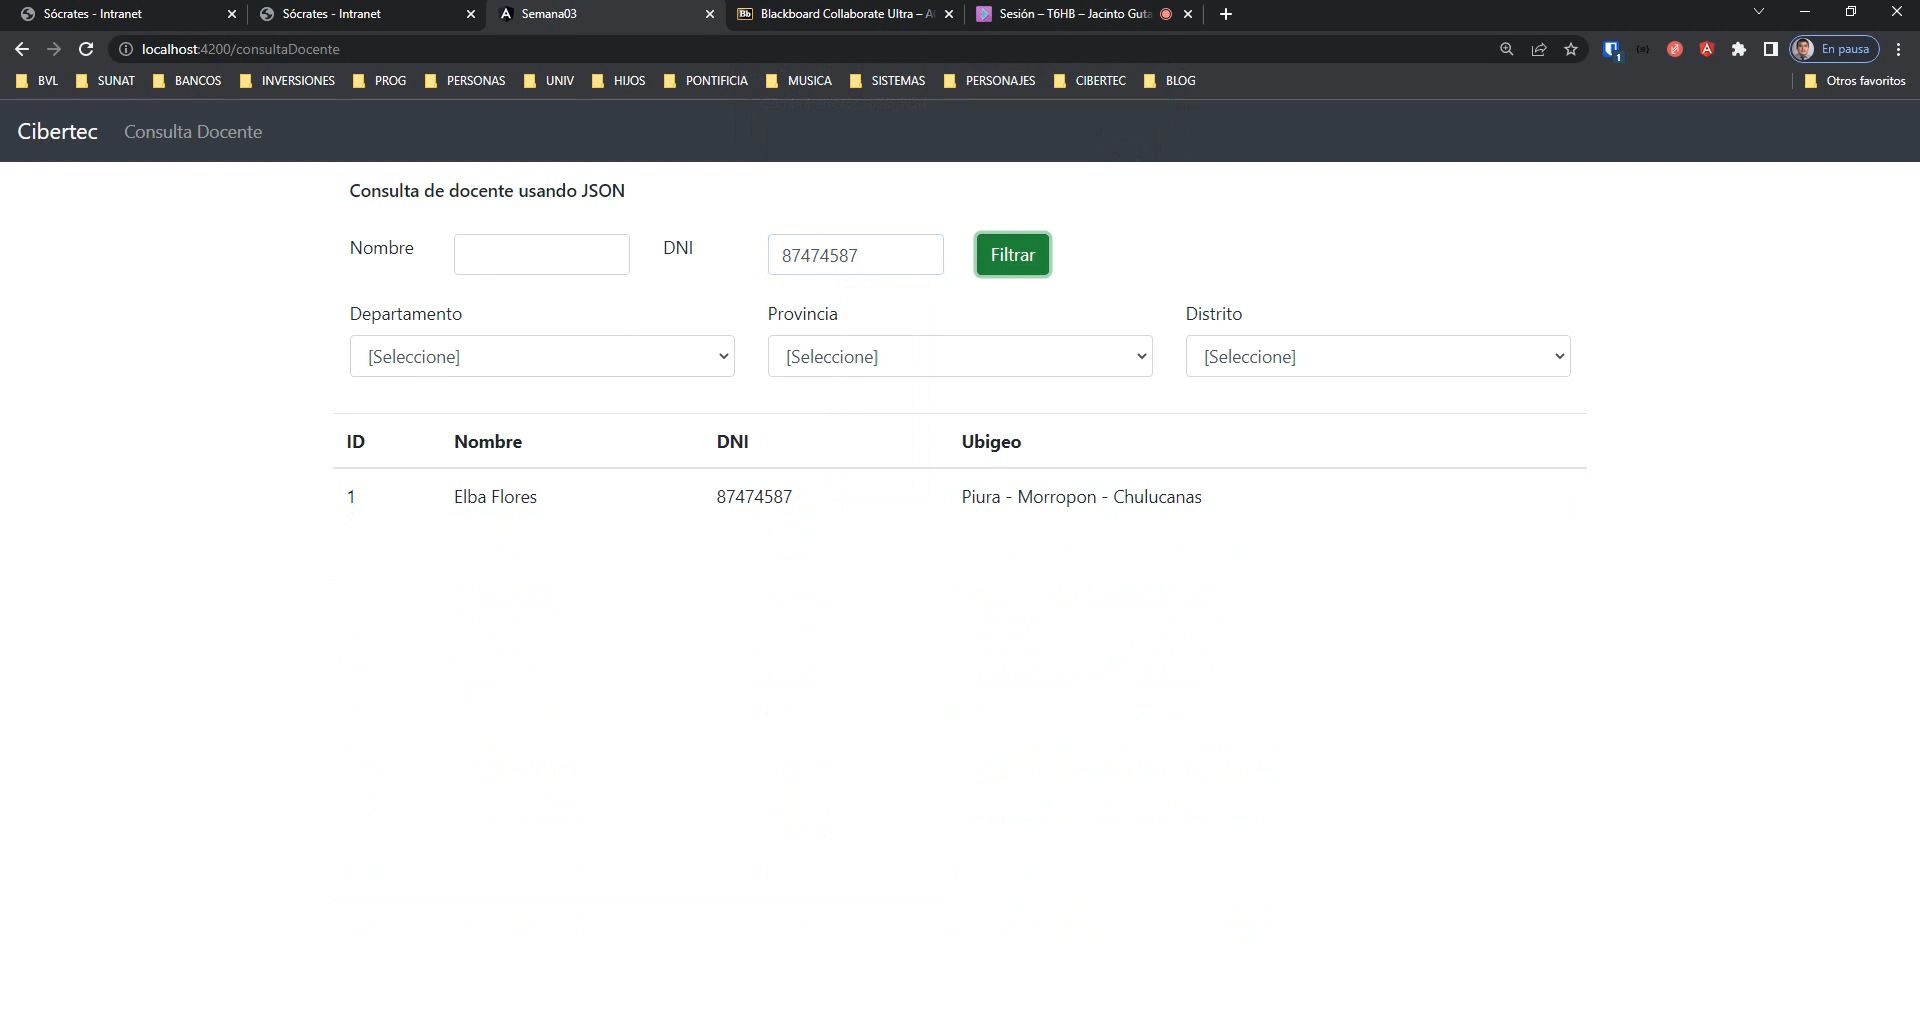 Sócrates - Intranet
Sócrates - Intranet
Semana03
Blackboard Collaborate Ultra –
Sesión – T6HB – Jacinto
localhost:4200/consultaDocente
1
En pausa
BVL
SUNAT
BANCOS
INVERSIONES
PROG
PERSONAS
UNIV
HIJOS
PONTIFICIA
MUSICA
SISTEMAS
PERSONAJES
CIBERTEC
BLOG
Otros favoritos
Cibertec Consulta Docente
Consulta de docente usando JSON
Nombre DNI 87474587 Filtrar
Departamento Provincia Distrito
[Seleccione] [Seleccione] [Seleccione]
ID Nombre DNI Ubigeo
1 Elba Flores 87474587 Piura - Morropon - Chulucanas